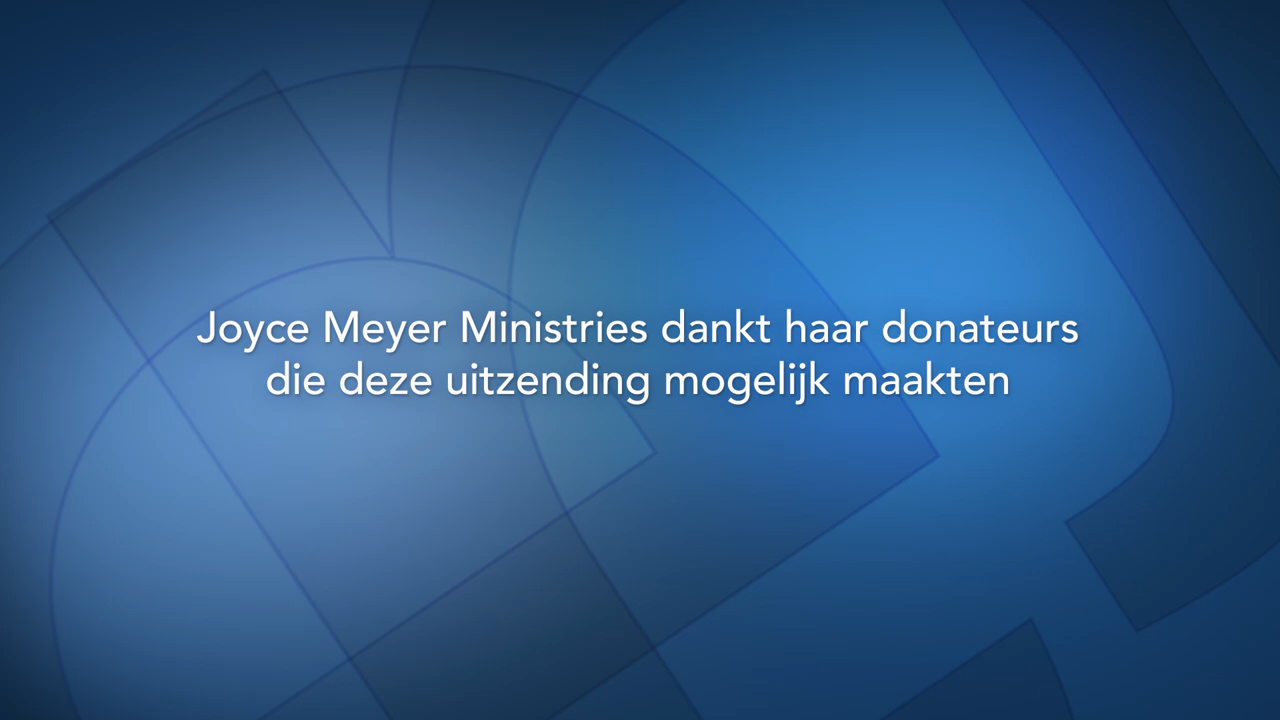 Joyce Meyer Ministries dankt haar donateurs
die deze uitzending mogelijk maakten